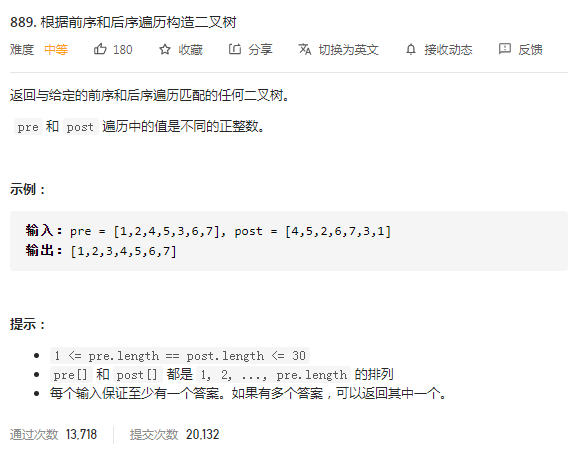 889. 根据前序和后序遍历构造二叉树
难度 中等 180 收藏 分享 切换为英文 接收动态 反馈
返回与给定的前序和后序遍历匹配的任何二叉树。
pre 和 post 遍历中的值是不同的正整数。
示例：
输入：pre = [1,2,4,5,3,6,7], post = [4,5,2,6,7,3,1]
输出：[1,2,3,4,5,6,7]
提示：
• 1 <= pre.length == post.length <= 30
• pre[] 和 post[] 都是 1, 2, ..., pre.length 的排列
• 每个输入保证至少有一个答案。如果有多个答案，可以返回其中一个。
通过次数 13,718 提交次数 20,132